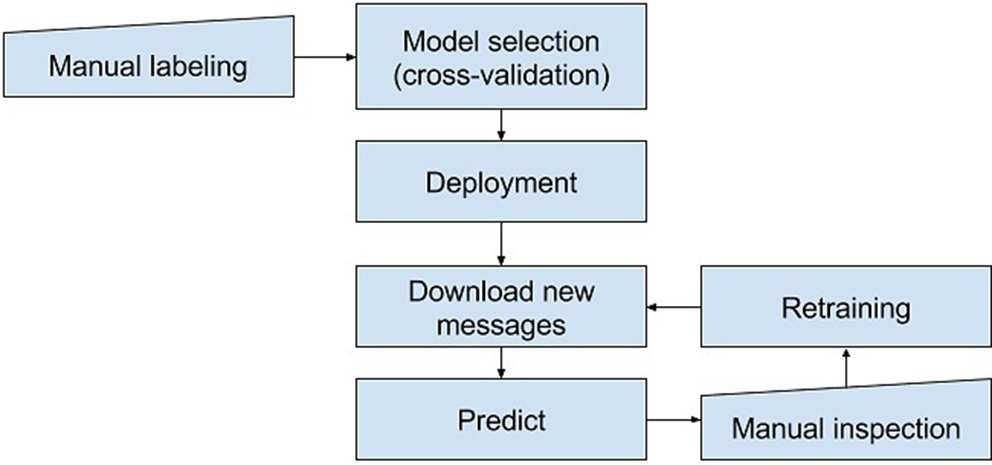 Manual labeling
Model selection
(cross-validation)
Deployment
Download new
messages
Retraining
Predict
Manual inspection